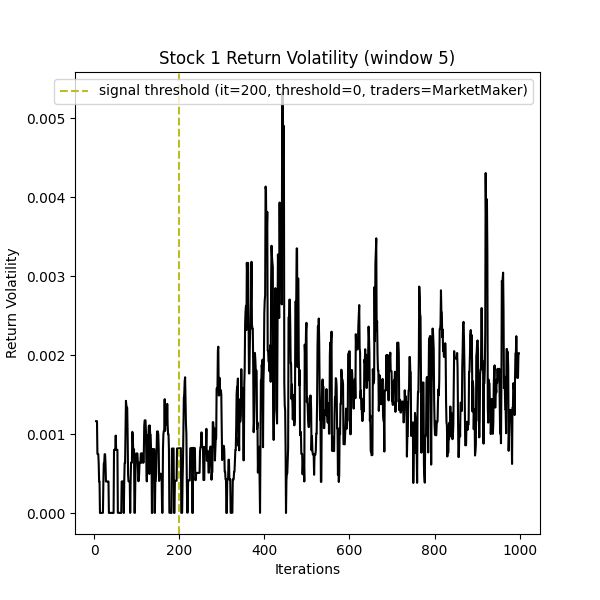 Stock 1 Return Volatility (window 5)
signal threshold (it=200, threshold=0, traders=MarketMaker)
Return Volatility
0.005
0.004
0.003
0.002
0.001
0.000
0 200 400 600 800 1000
Iterations